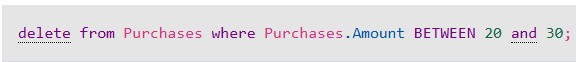 delete from Purchases where Purchases.Amount BETWEEN 20 and 30;